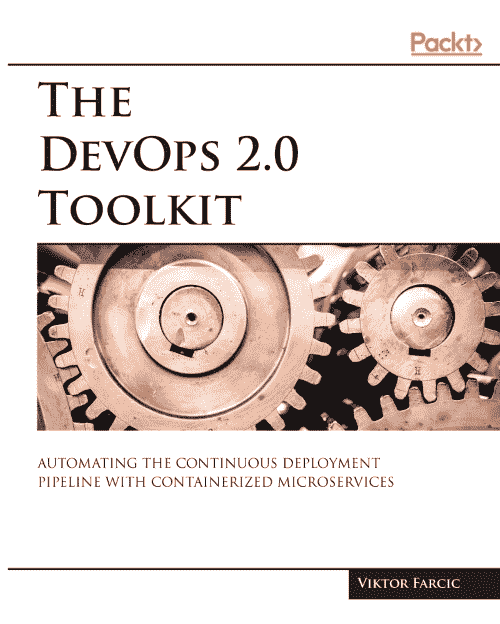 Packt>
THE
DEVOPS 2.0
TOOLKIT
AUTOMATING THE CONTINUOUS DEPLOYMENT
PIPELINE WITH CONTAINERIZED MICROSERVICES
VIKTOR FARCIC